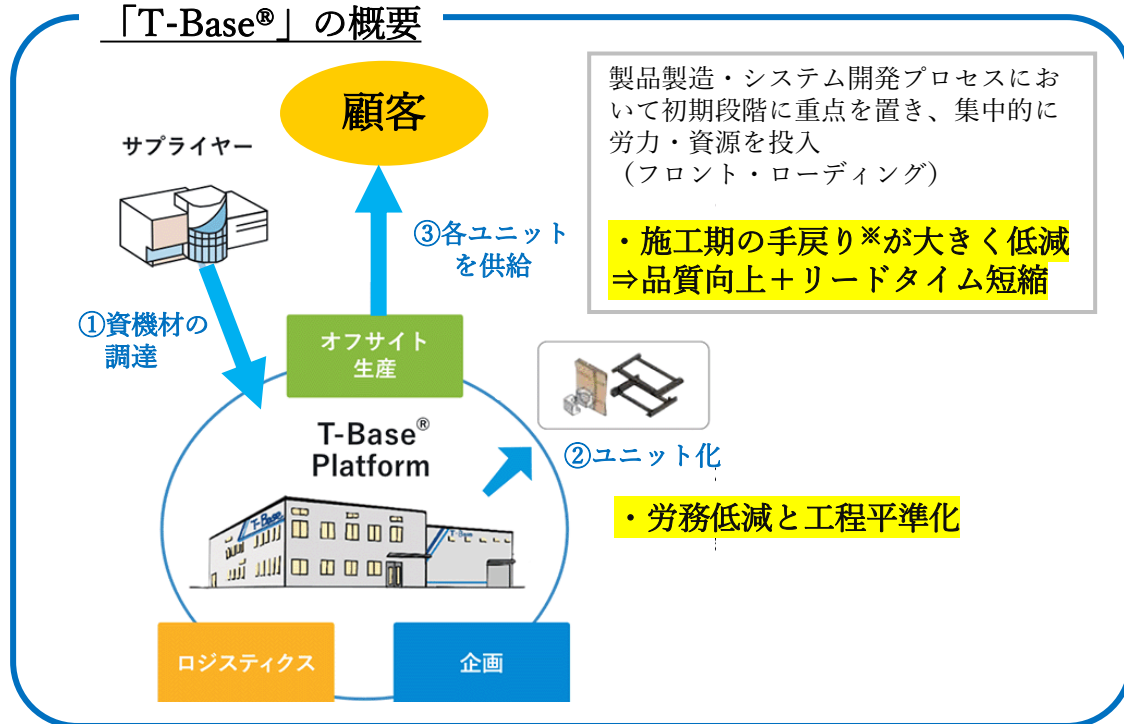 「T-Base®」の概要
顧客
サプライヤー
製品製造・システム開発プロセスにお
いて初期段階に重点を置き、集中的に
労力・資源を投入
（フロント・ローディング）
・施工期の手戻り※が大きく低減
⇒品質向上＋リードタイム短縮
③各ユニット
を供給
①資機材の
調達
オフサイト
生産
T-Base®
Platform
②ユニット化
T-Base
T-Base
・労務低減と工程平準化
ロジスティクス
企画